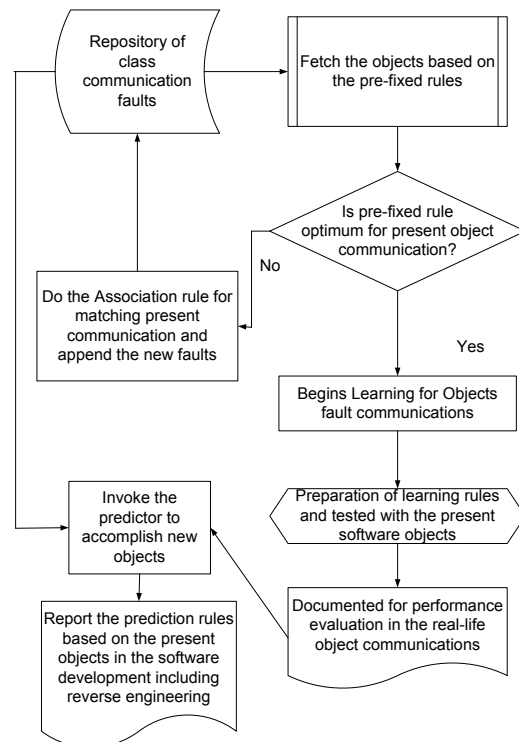 Repository of
class
communication
faults
Fetch the objects based on
the pre-fixed rules
Is pre-fixed rule
optimum for present object
communication?
No
Do the Association rule for
matching present
communication and
append the new faults
Yes
Begins Learning for Objects
fault communications
Preparation of learning rules
and tested with the present
software objects
Invoke the
predictor to
accomplish new
objects
Documented for performance
evaluation in the real-life
object communications
Report the prediction rules
based on the present
objects in the software
development including
reverse engineering